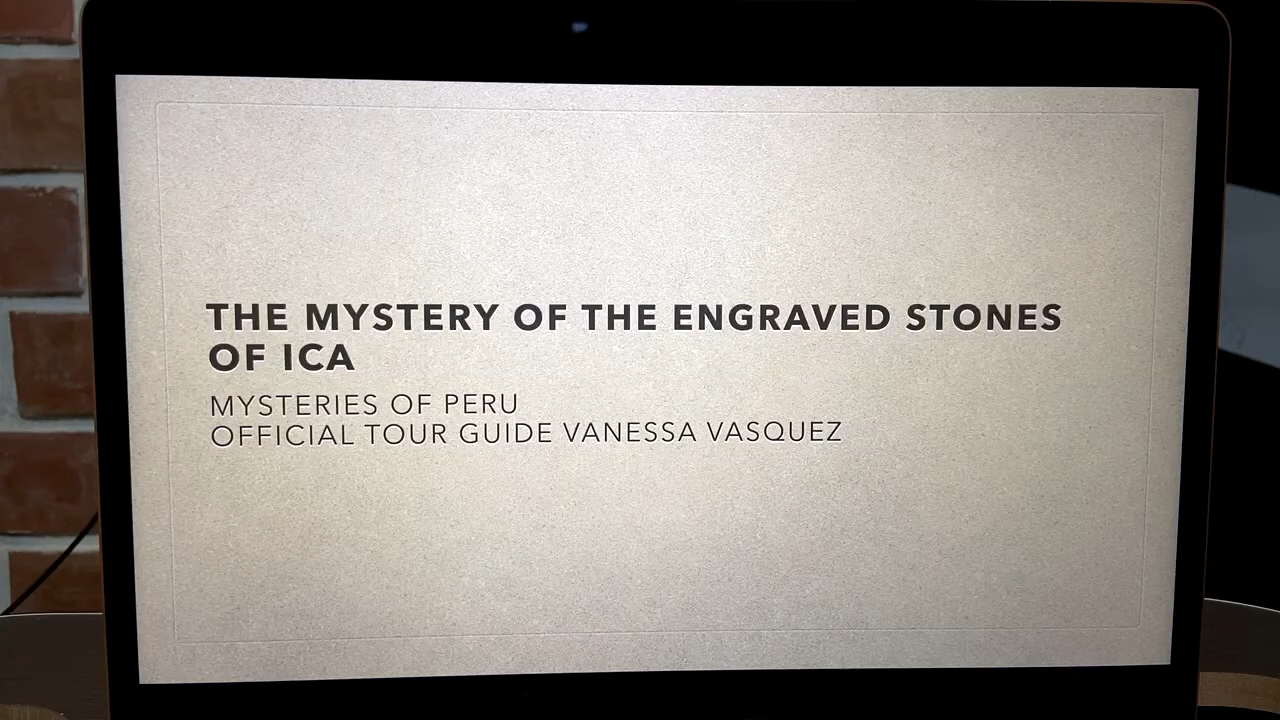 THE MYSTERY OF THE ENGRAVED STONES
OF ICA
MYSTERIES OF PERU
OFFICIAL TOUR GUIDE VANESSA VASQUEZ